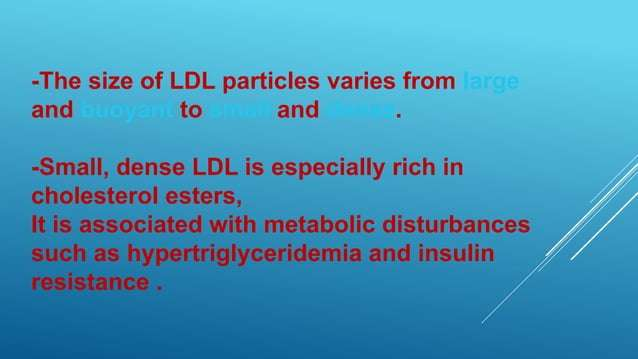 -The size of LDL particles varies from large
and buoyant to small and dense.
-Small, dense LDL is especially rich in
cholesterol esters,
It is associated with metabolic disturbances
such as hypertriglyceridemia and insulin
resistance .